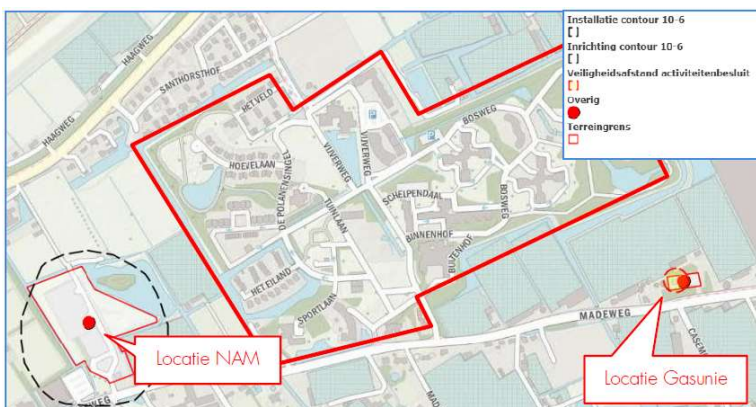 Installatie contour 10-6
[ ]
Inrichting contour 10-6
[ ]
Veiligheidsafstand activiteitenbesluit
[ ]
Overig
Terreingrens
HAAGWEG
HAAGWEG
SANTHORSTHOF
HET VELD
HOEVELAAN
DE POLANENSINGEL
VIJVERWEG
VIJVERWEG
BOSWEG
TUINLAAN
SCHELPENDAAL
BOSWEG
BINNENHOF
BUITENHOF
HET EILAND
SPORTLAAN
MADEWEG
Locatie NAM
Locatie Gasunie